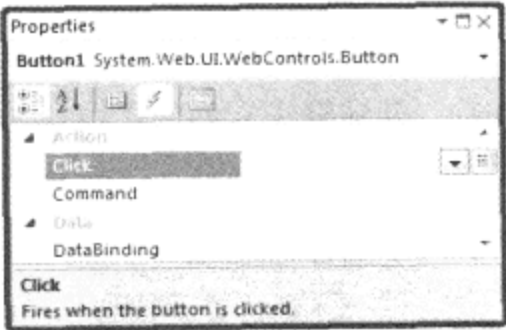 Properties
Button1 System.Web.UI.WebControls.Button
Action
Click
Command
Data
DataBinding
Click
Fires when the button is clicked.